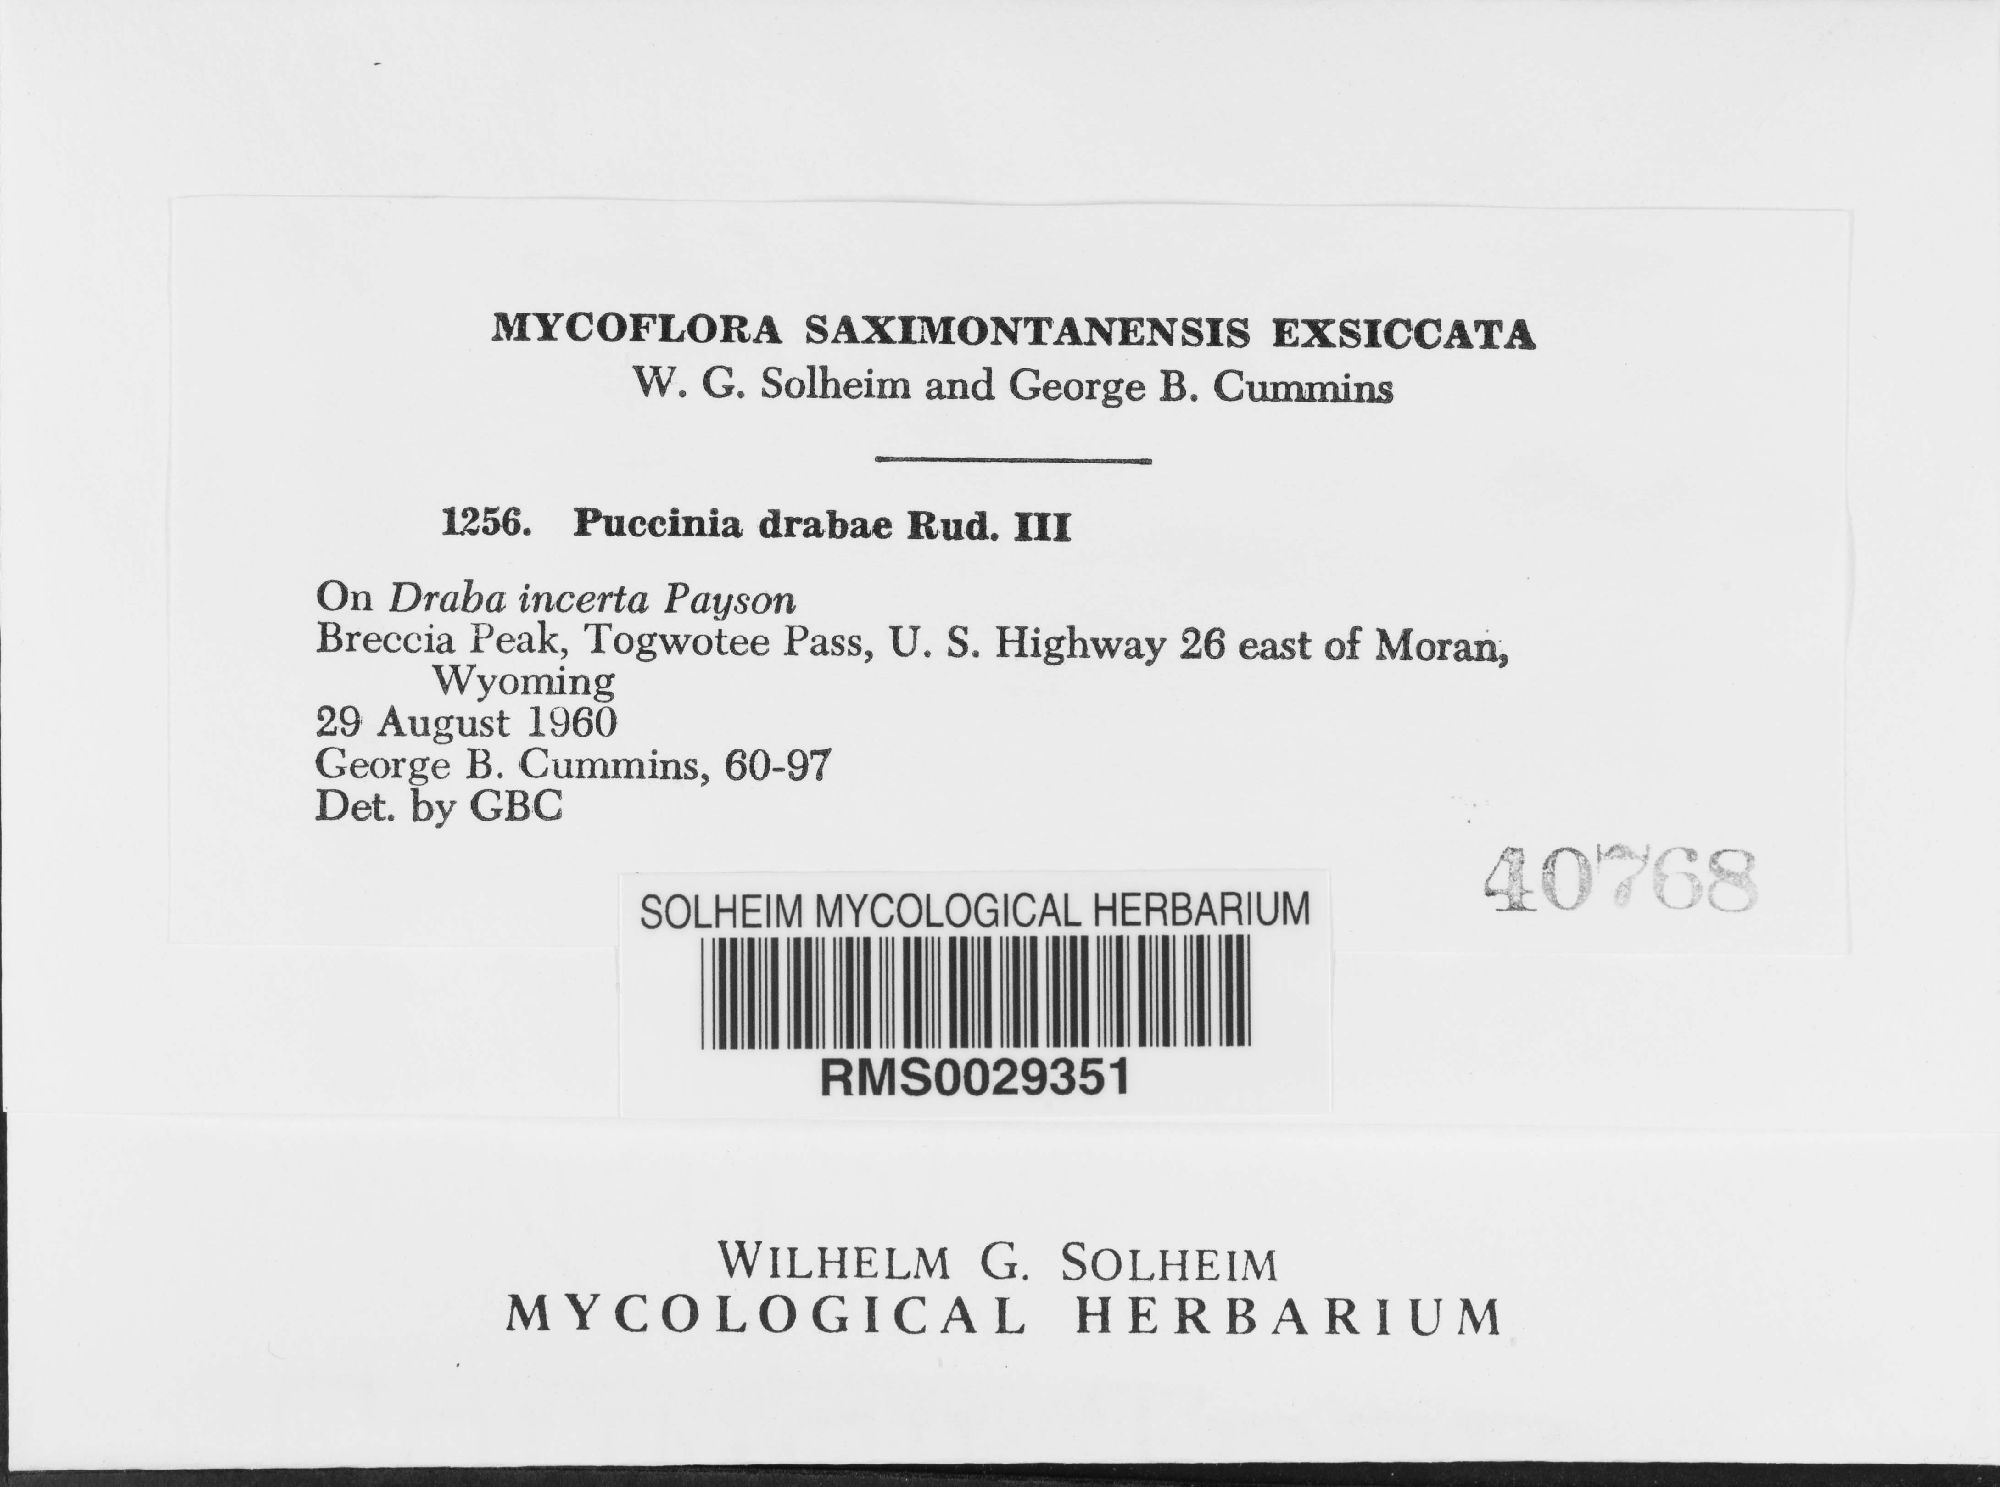 MYCOFLORA SAXIMONTANENSIS EXSICCATA
W. G. Solheim and George B. Cummins
1256. Puccinia drabae Rud. III
On Draba incerta Payson
Breccia Peak, Togwotee Pass, U. S. Highway 26 east of Moran,
Wyoming
29 August 1960
George B. Cummins, 60-97
Det. by GBC
40768
SOLHEIM MYCOLOGICAL HERBARIUM
RMS0029351
WILHELM G. SOLHEIM
MYCOLOGICAL HERBARIUM